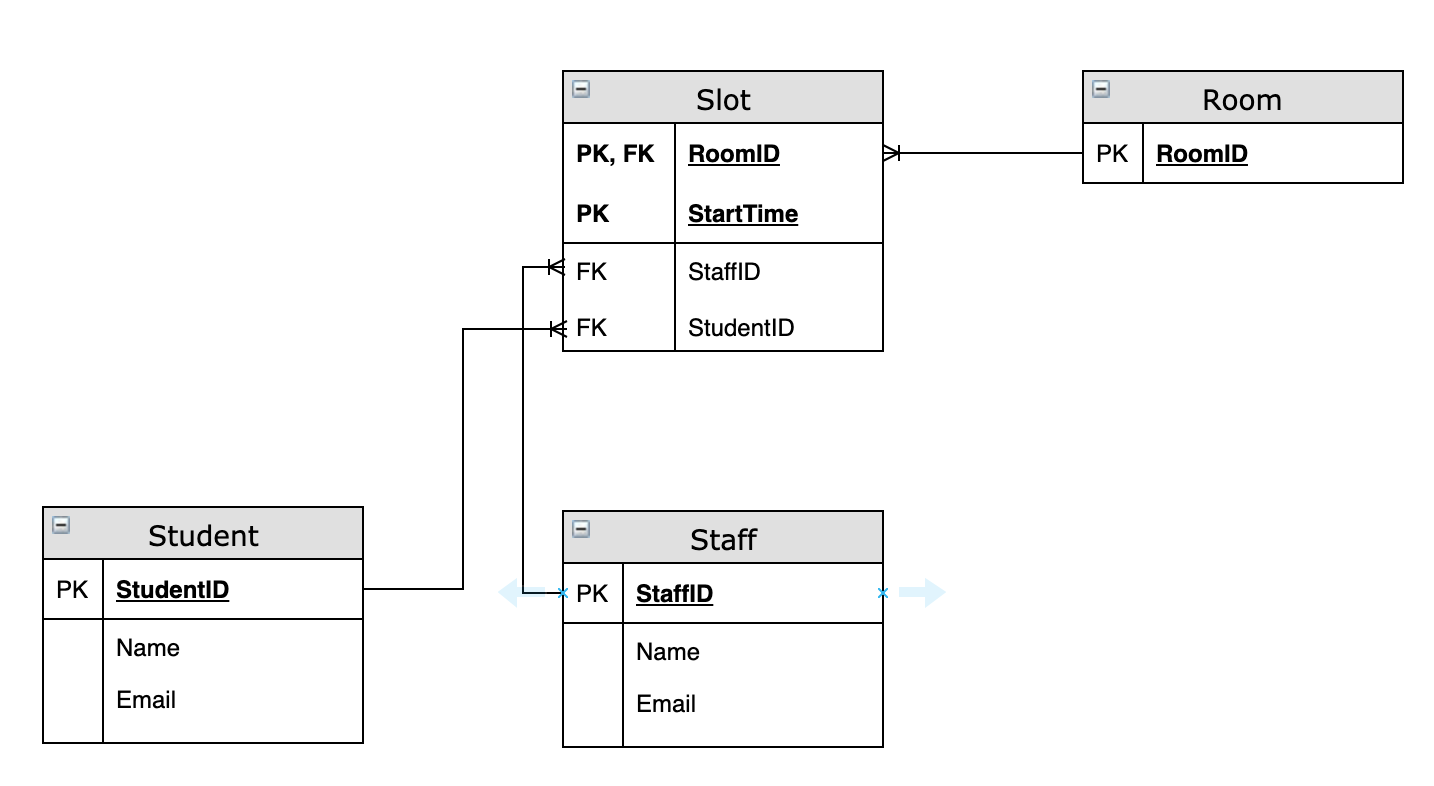 Slot
PK, FK RoomID
PK StartTime
FK StaffID
FK StudentID
Room
PK RoomID
Student
PK StudentID
Name
Email
Staff
PK StaffID
Name
Email